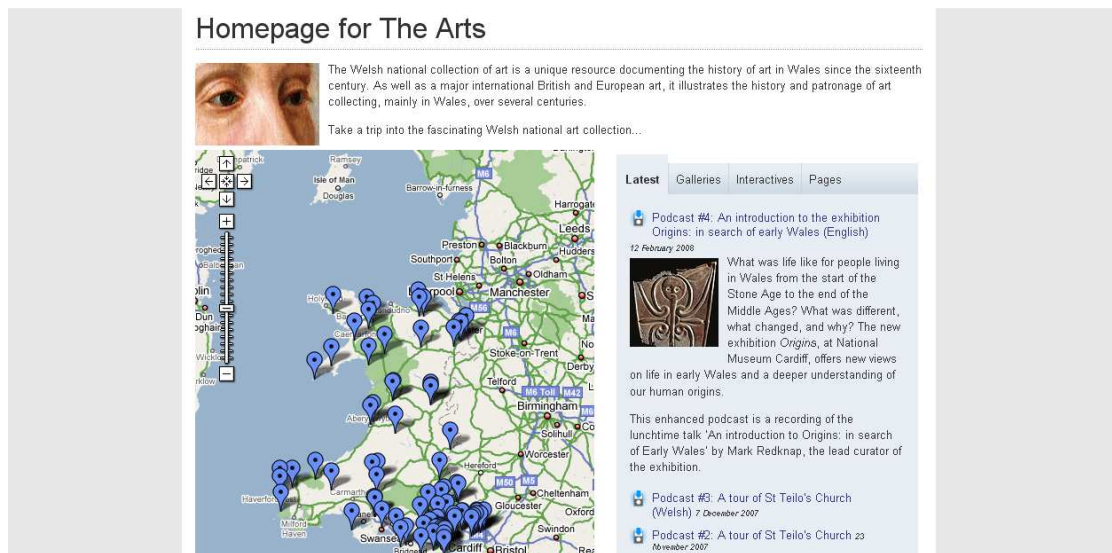 Homepage for The Arts
The Welsh national collection of art is a unique resource documenting the history of art in Wales since the sixteenth
century. As well as a major international British and European art, it illustrates the history and patronage of art
collecting, mainly in Wales, over several centuries.
Take a trip into the fascinating Welsh national art collection...
Ramsey
Isle of Man
Douglas
Barrow-in-furness
M6
Harrogat
Leeds
Preston
Blackburn
Hudders
Southport
Bolton
Oldham
St Helens
Manchester
M56
M6
Stoke-on-Trent
Derby
Telford
M6 Toll
M42
Birmingham
Solihull
Worcester
Hereford
M50
M5
Cheltenham
Gloucester
Oxford
Haverford
Carmarth
Milford
Haven
Swansea
Swindon
Cardiff
Bristol
Latest
Galleries
Interactives
Pages
Podcast #4: An introduction to the exhibition
Origins: in search of early Wales (English)
12 February 2008
What was life like for people living
in Wales from the start of the
Stone Age to the end of the
Middle Ages? What was different,
what changed, and why? The new
exhibition Origins, at National
Museum Cardiff, offers new views
on life in early Wales and a deeper understanding of
our human origins.
This enhanced podcast is a recording of the
lunchtime talk 'An introduction to Origins: in search
of Early Wales' by Mark Redknap, the lead curator of
the exhibition.
Podcast #3: A tour of St Teilo's Church
(Welsh) 7 December 2007
Podcast #2: A tour of St Teilo's Church 23
November 2007